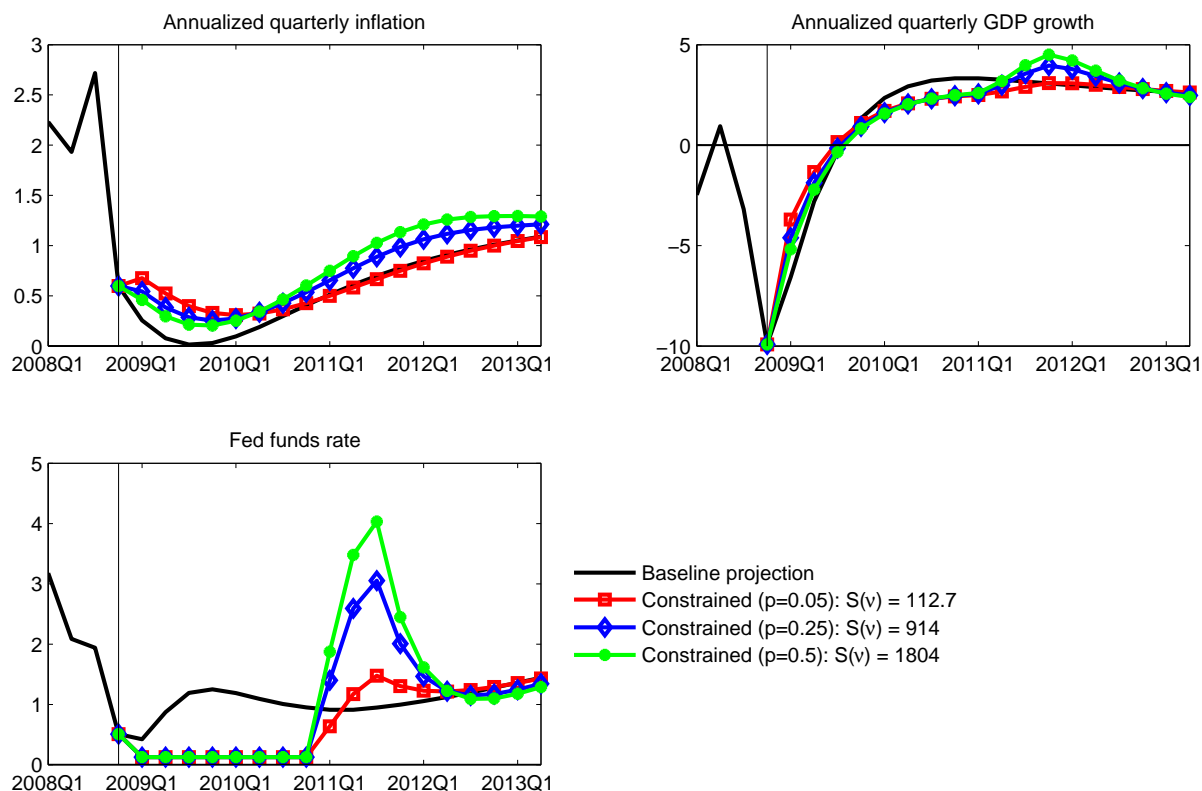 Annualized quarterly inflation
3
2.5
2
1.5
1
0.5
0
2008Q1 2009Q1 2010Q1 2011Q1 2012Q1 2013Q1
Annualized quarterly GDP growth
5
0
−5
−10
2008Q1 2009Q1 2010Q1 2011Q1 2012Q1 2013Q1
Fed funds rate
5
4
3
2
1
0
2008Q1 2009Q1 2010Q1 2011Q1 2012Q1 2013Q1
Baseline projection
Constrained (p=0.05): S(ν) = 112.7
Constrained (p=0.25): S(ν) = 914
Constrained (p=0.5): S(ν) = 1804